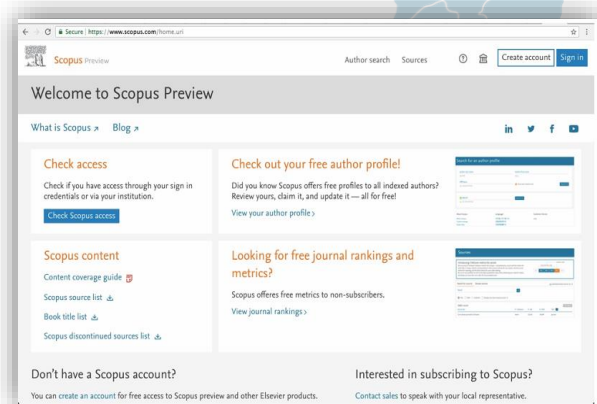 Secure https://www.scopus.com/home.uri
Scopus Preview
Author search Sources
Create account Sign in
Welcome to Scopus Preview
What is Scopus Blog
Check access
Check if you have access through your sign in
credentials or via your institution.
Check Scopus access
Check out your free author profile!
Did you know Scopus offers free profiles to all indexed authors?
Review yours, claim it, and update it — all for free!
View your author profile
Scopus content
Content coverage guide
Scopus source list
Book title list
Scopus discontinued sources list
Looking for free journal rankings and
metrics?
Scopus offeres free metrics to non-subscribers.
View journal rankings
Don't have a Scopus account?
You can create an account for free access to Scopus preview and other Elsevier products.
Interested in subscribing to Scopus?
Contact sales to speak with your local representative.